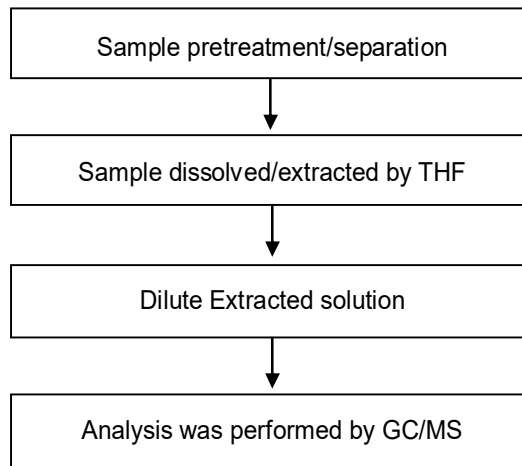 Sample pretreatment/separation
Sample dissolved/extracted by THF
Dilute Extracted solution
Analysis was performed by GC/MS